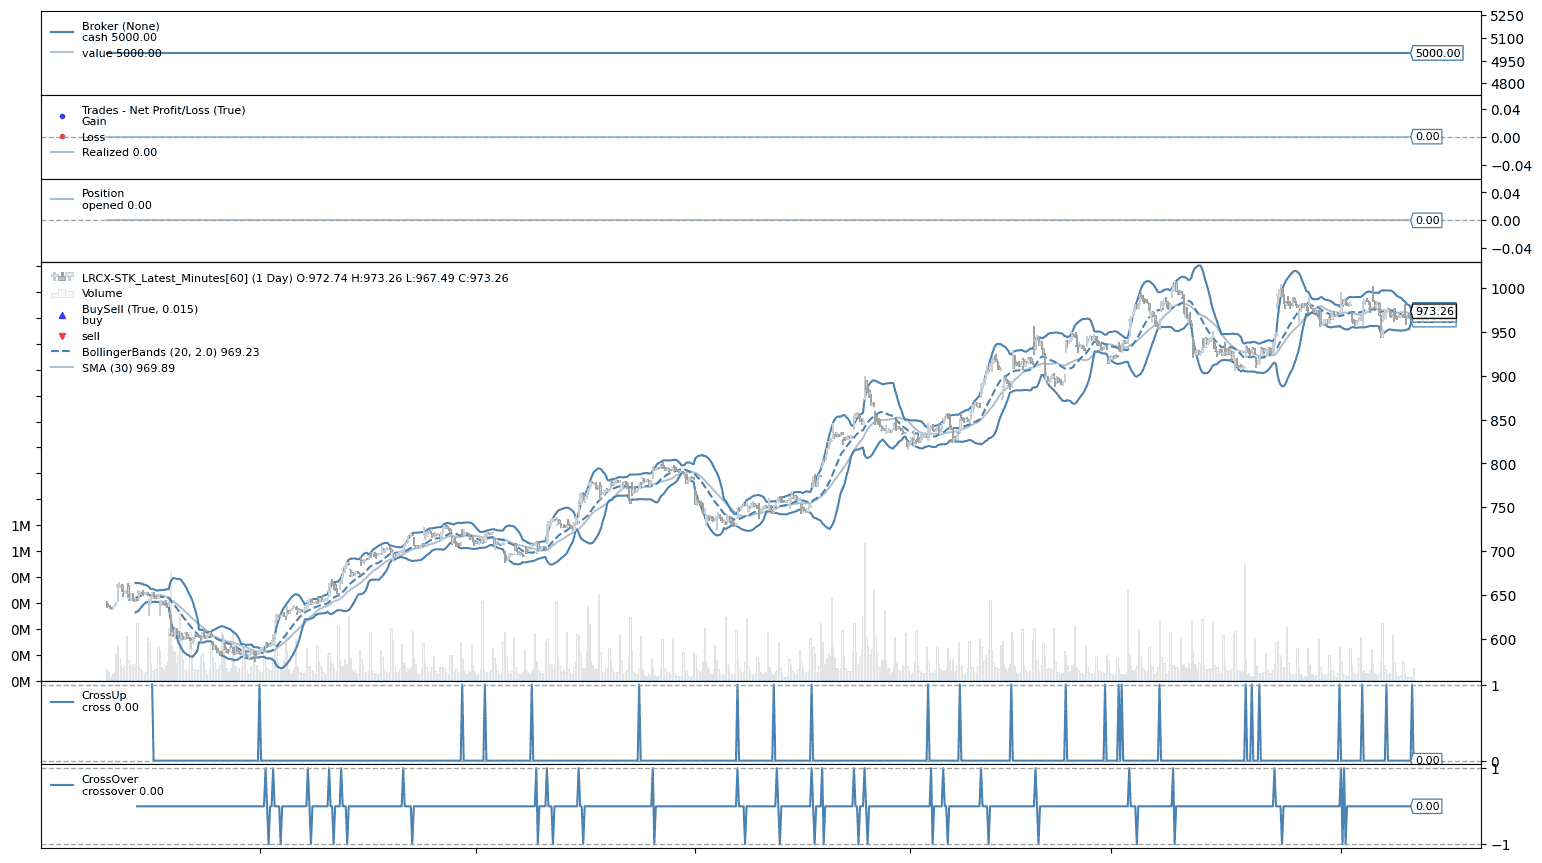 Broker (None)
cash 5000.00
value 5000.00
5250
5100
4950
4800
5000.00
Trades - Net Profit/Loss (True)
Gain
Loss
Realized 0.00
0.04
0.00
−0.04
0.00
Position
opened 0.00
0.04
0.00
−0.04
0.00
LRCX-STK_Latest_Minutes[60] (1 Day) O:972.74 H:973.26 L:967.49 C:973.26
Volume
BuySell (True, 0.015)
buy
sell
BollingerBands (20, 2.0) 969.23
SMA (30) 969.89
1000
950
900
850
800
750
700
650
600
973.26
1M
1M
0M
0M
0M
0M
0M
CrossUp
cross 0.00
1
0
0.00
CrossOver
crossover 0.00
1
−1
0.00